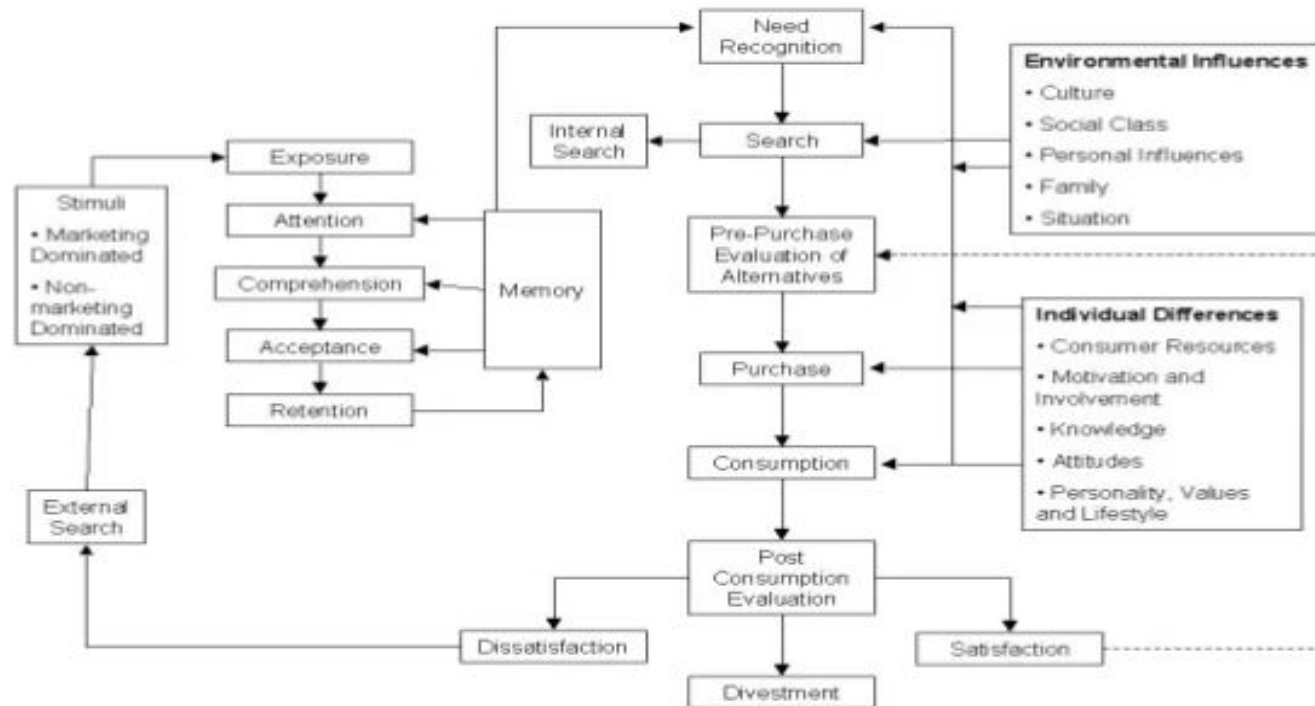 Need
Recognition
Environmental Influences
• Culture
• Social Class
• Personal Influences
• Family
• Situation
Internal
Search
Search
Exposure
Stimuli
• Marketing
Dominated
• Non-
marketing
Dominated
Attention
Pre-Purchase
Evaluation of
Alternatives
Comprehension
Memory
Acceptance
Retention
Individual Differences
• Consumer Resources
• Motivation and
Involvement
• Knowledge
• Attitudes
• Personality, Values
and Lifestyle
Purchase
Consumption
External
Search
Post
Consumption
Evaluation
Dissatisfaction
Satisfaction
Divestment